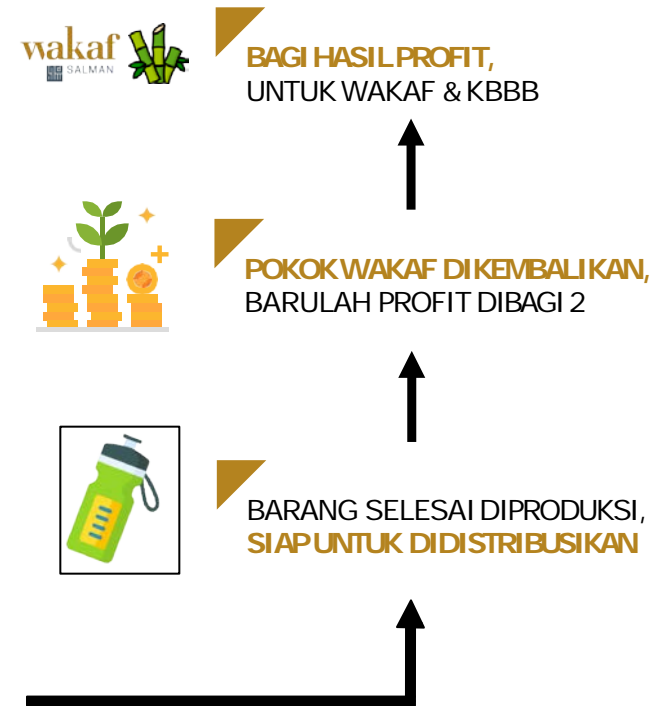 wakaf
SALMAN
BAGI HASIL PROFIT,
UNTUK WAKAF & KBBB
POKOK WAKAF DIKEMBALIKAN,
BARULAH PROFIT DIBAGI 2
BARANG SELESAI DIPRODUKSI,
SIAP UNTUK DIDISTRIBUSIKAN